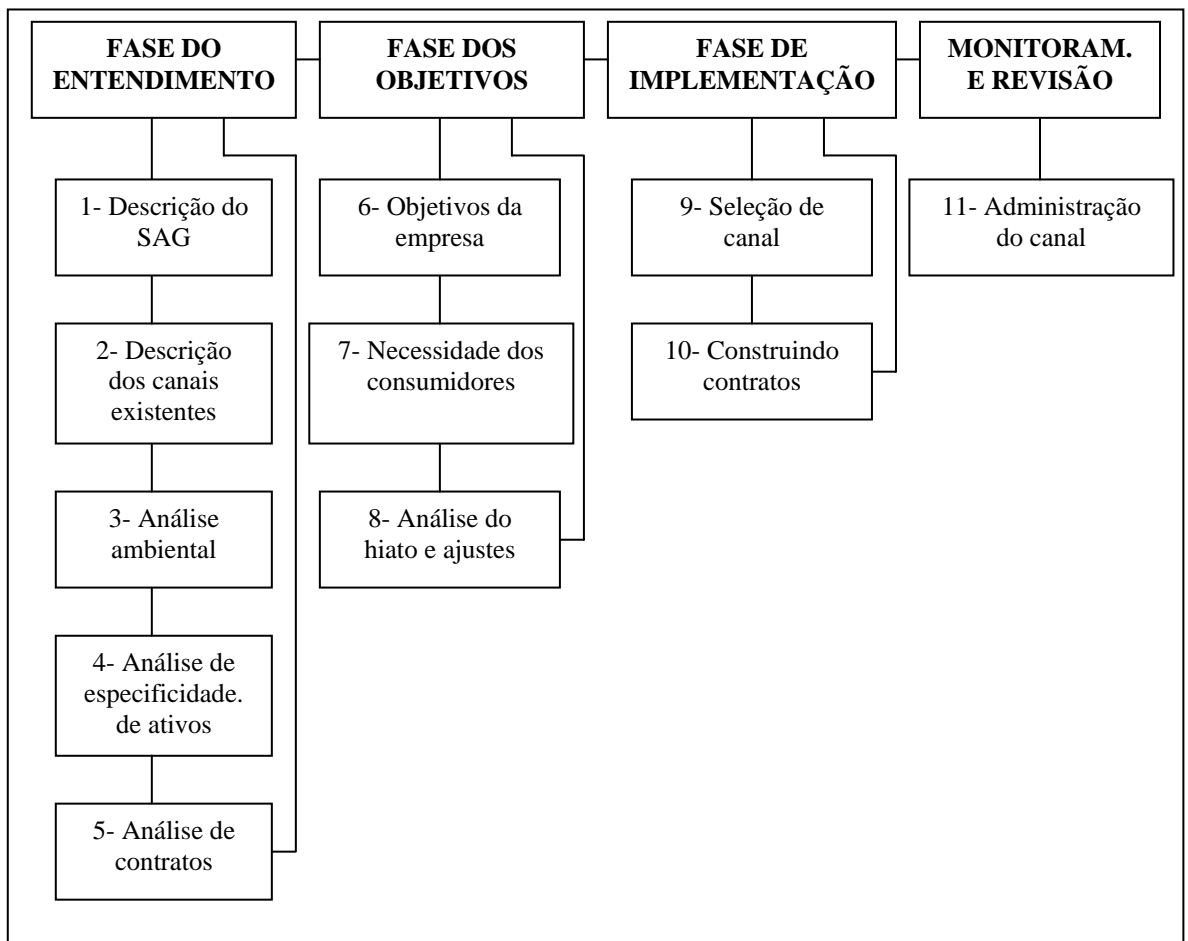 FASE DO
ENTENDIMENTO
1- Descrição do
SAG
2- Descrição
dos canais
existentes
3- Análise
ambiental
4- Análise de
especificidade.
de ativos
5- Análise de
contratos
FASE DOS
OBJETIVOS
6- Objetivos da
empresa
7- Necessidade dos
consumidores
8- Análise do
hiato e ajustes
FASE DE
IMPLEMENTAÇÃO
9- Seleção de
canal
10- Construindo
contratos
MONITORAM.
E REVISÃO
11- Administração
do canal